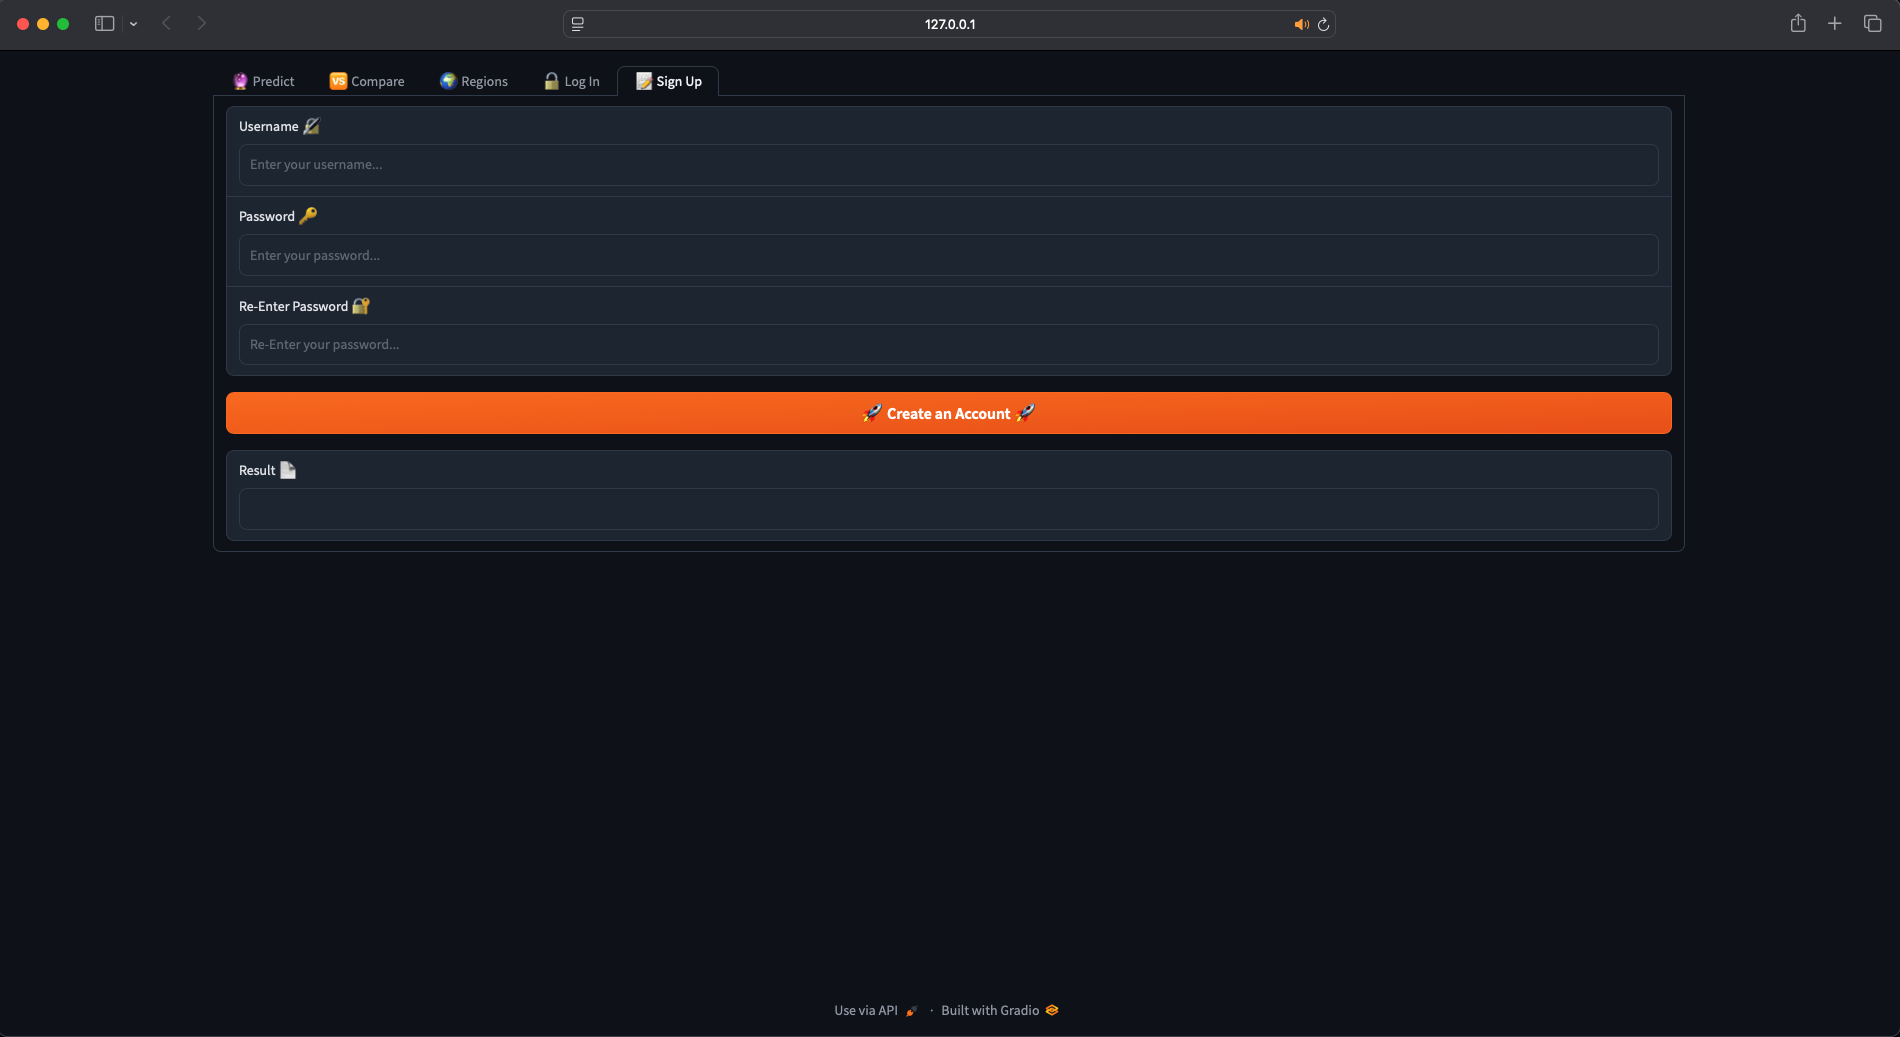 127.0.0.1
🔮 Predict 🆚 Compare 🌍 Regions 🔓 Log In 📝 Sign Up
Username
Enter your username...
Password 🔑
Enter your password...
Re-Enter Password 🔐
Re-Enter your password...
🚀 Create an Account 🚀
Result 📄
Use via API · Built with Gradio